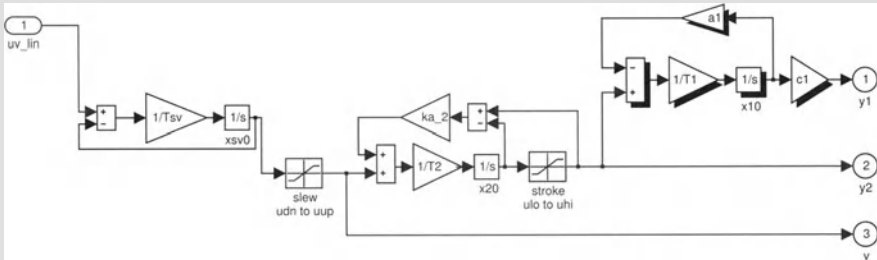 1
uv_lin
+
−
1/Tsv
1/s
xsv0
slew
udn to uup
ka_2
+
−
+
+
1/T2
1/s
x20
stroke
ulo to uhi
a1
−
+
1/T1
1/s
x10
c1
1
y1
2
y2
3
v